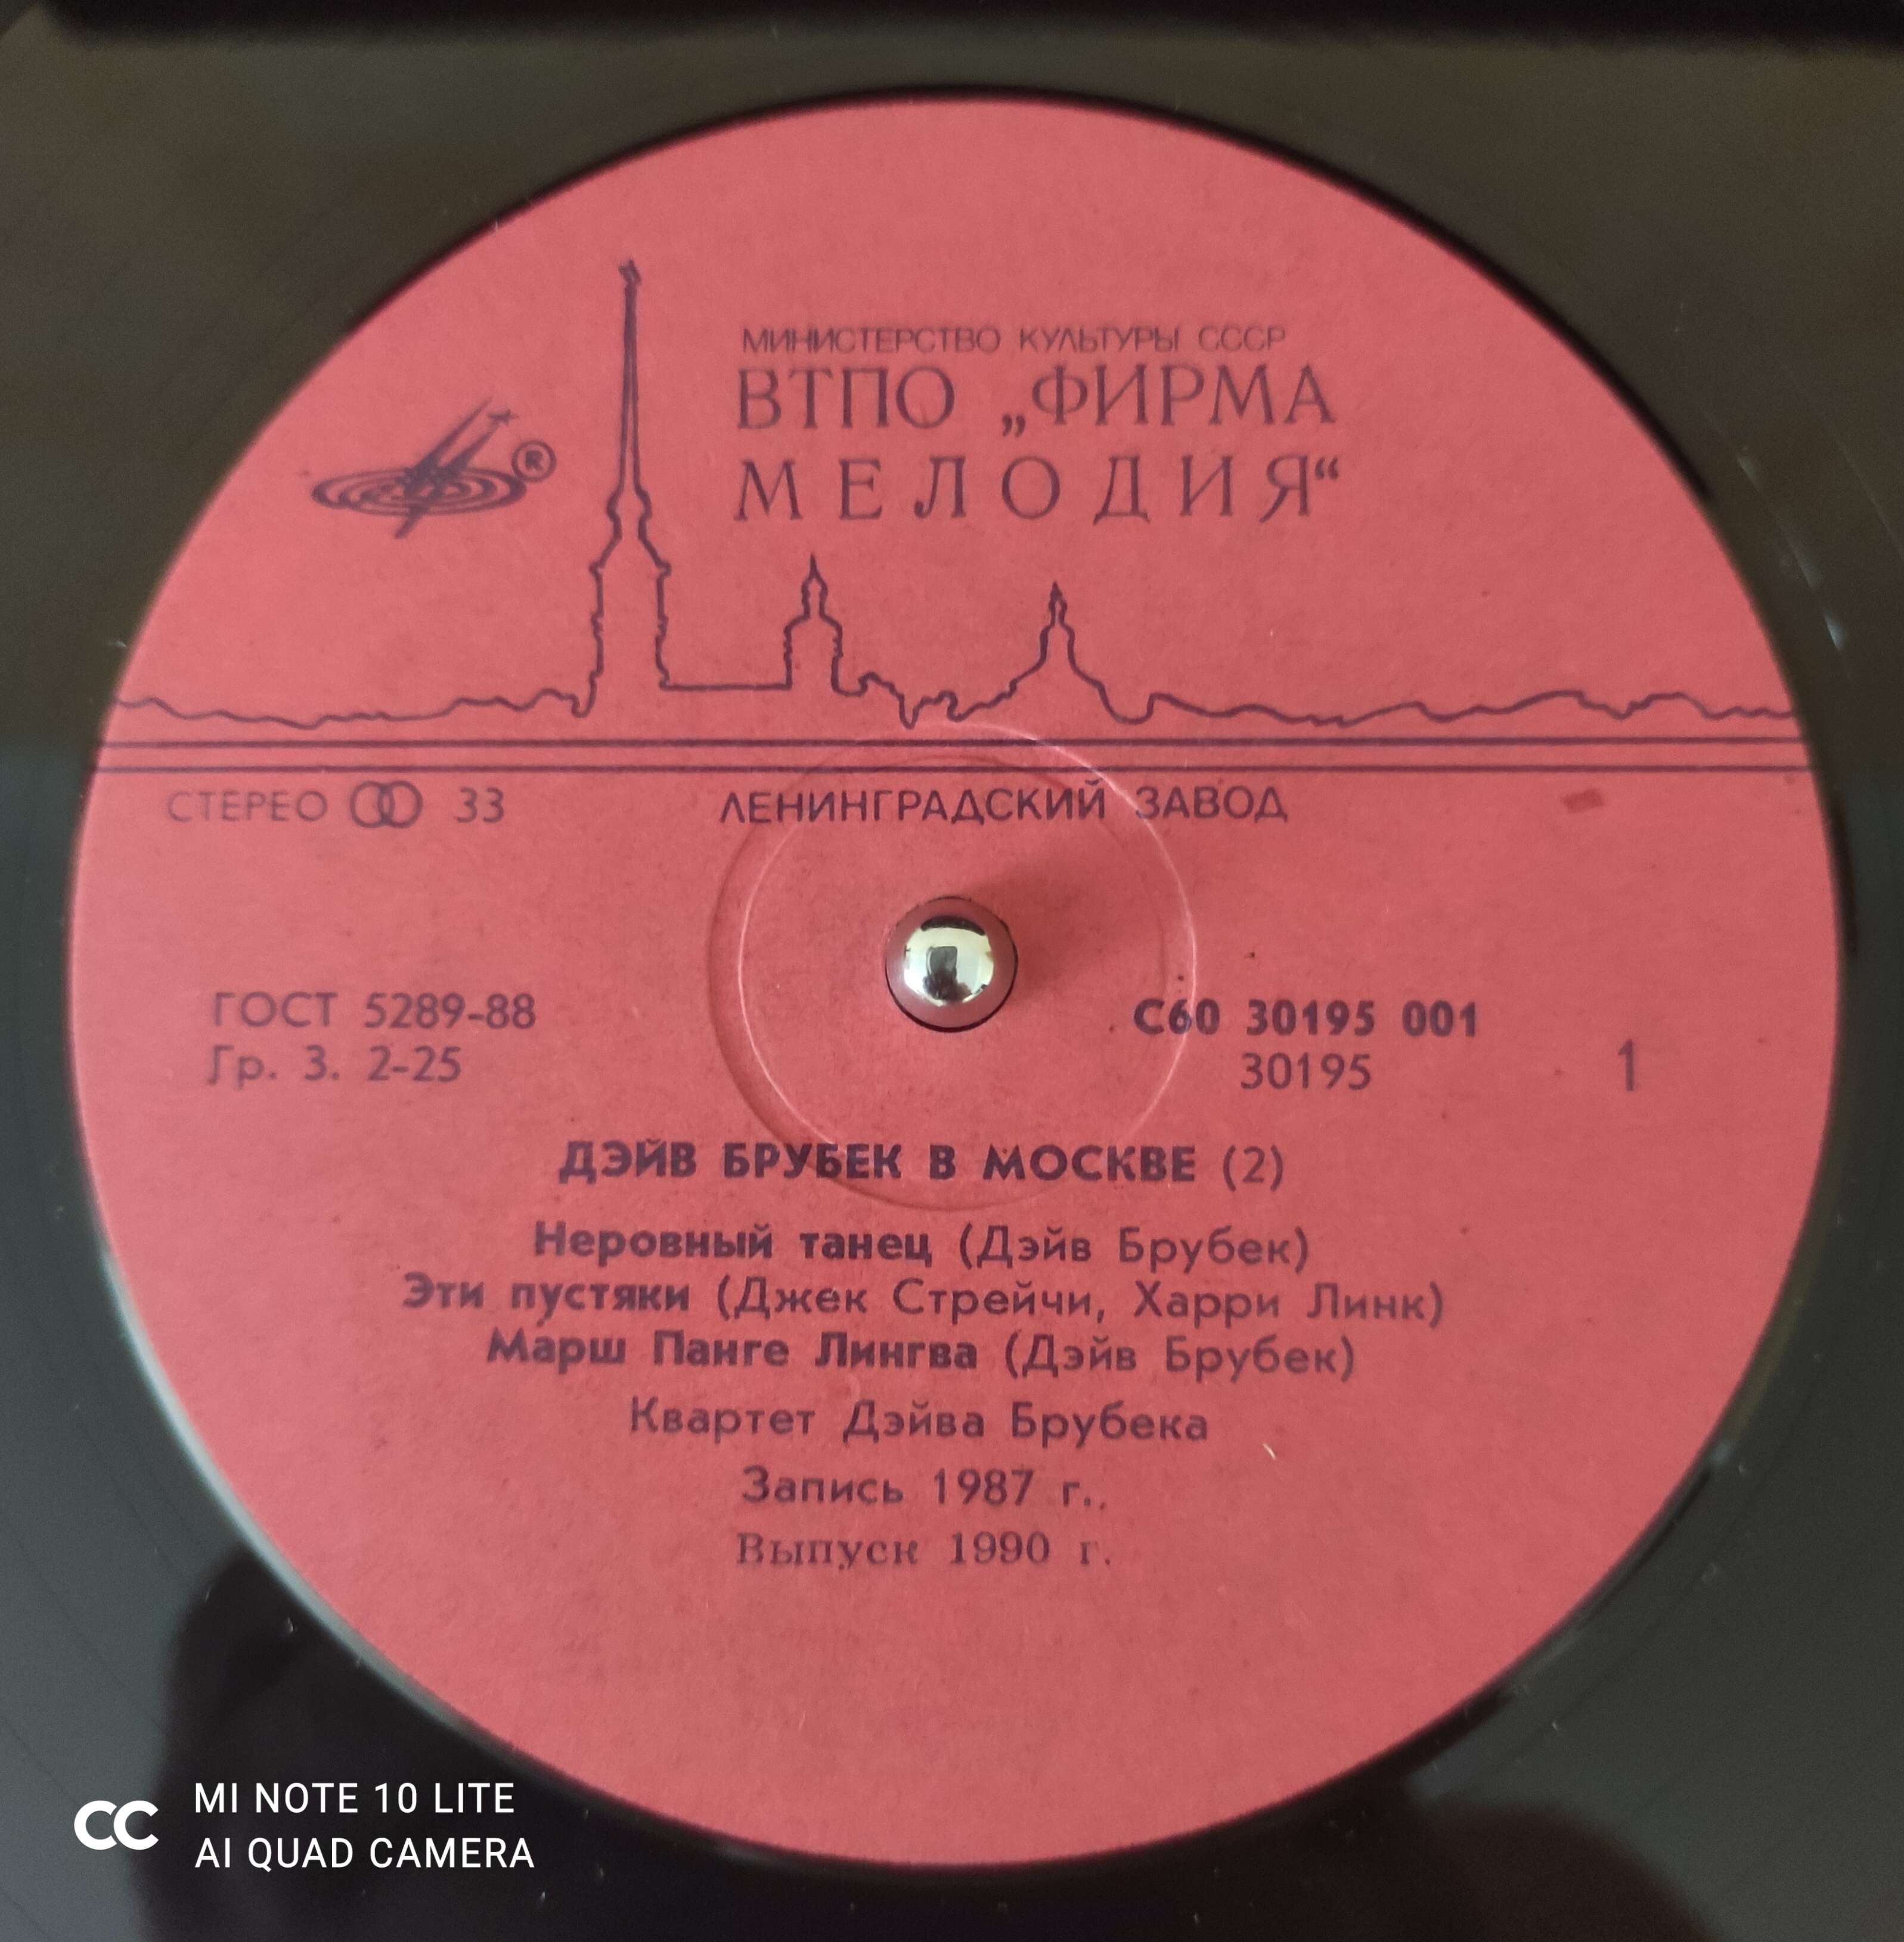 МИНИСТЕРСТВО КУЛЬТУРЫ СССР
ВТПО „ФИРМА
МЕЛОДИЯ“
®
СТЕРЕО 33
ЛЕНИНГРАДСКИЙ ЗАВОД
ГОСТ 5289-88
Гр. 3. 2-25
С60 30195 001
30195
1
ДЭЙВ БРУБЕК В МОСКВЕ (2)
Неровный танец (Дэйв Брубек)
Эти пустяки (Джек Стрейчи, Харри Линк)
Марш Панге Лингва (Дэйв Брубек)
Квартет Дэйва Брубека
Запись 1987 г.,
Выпуск 1990 г.
MI NOTE 10 LITE
AI QUAD CAMERA